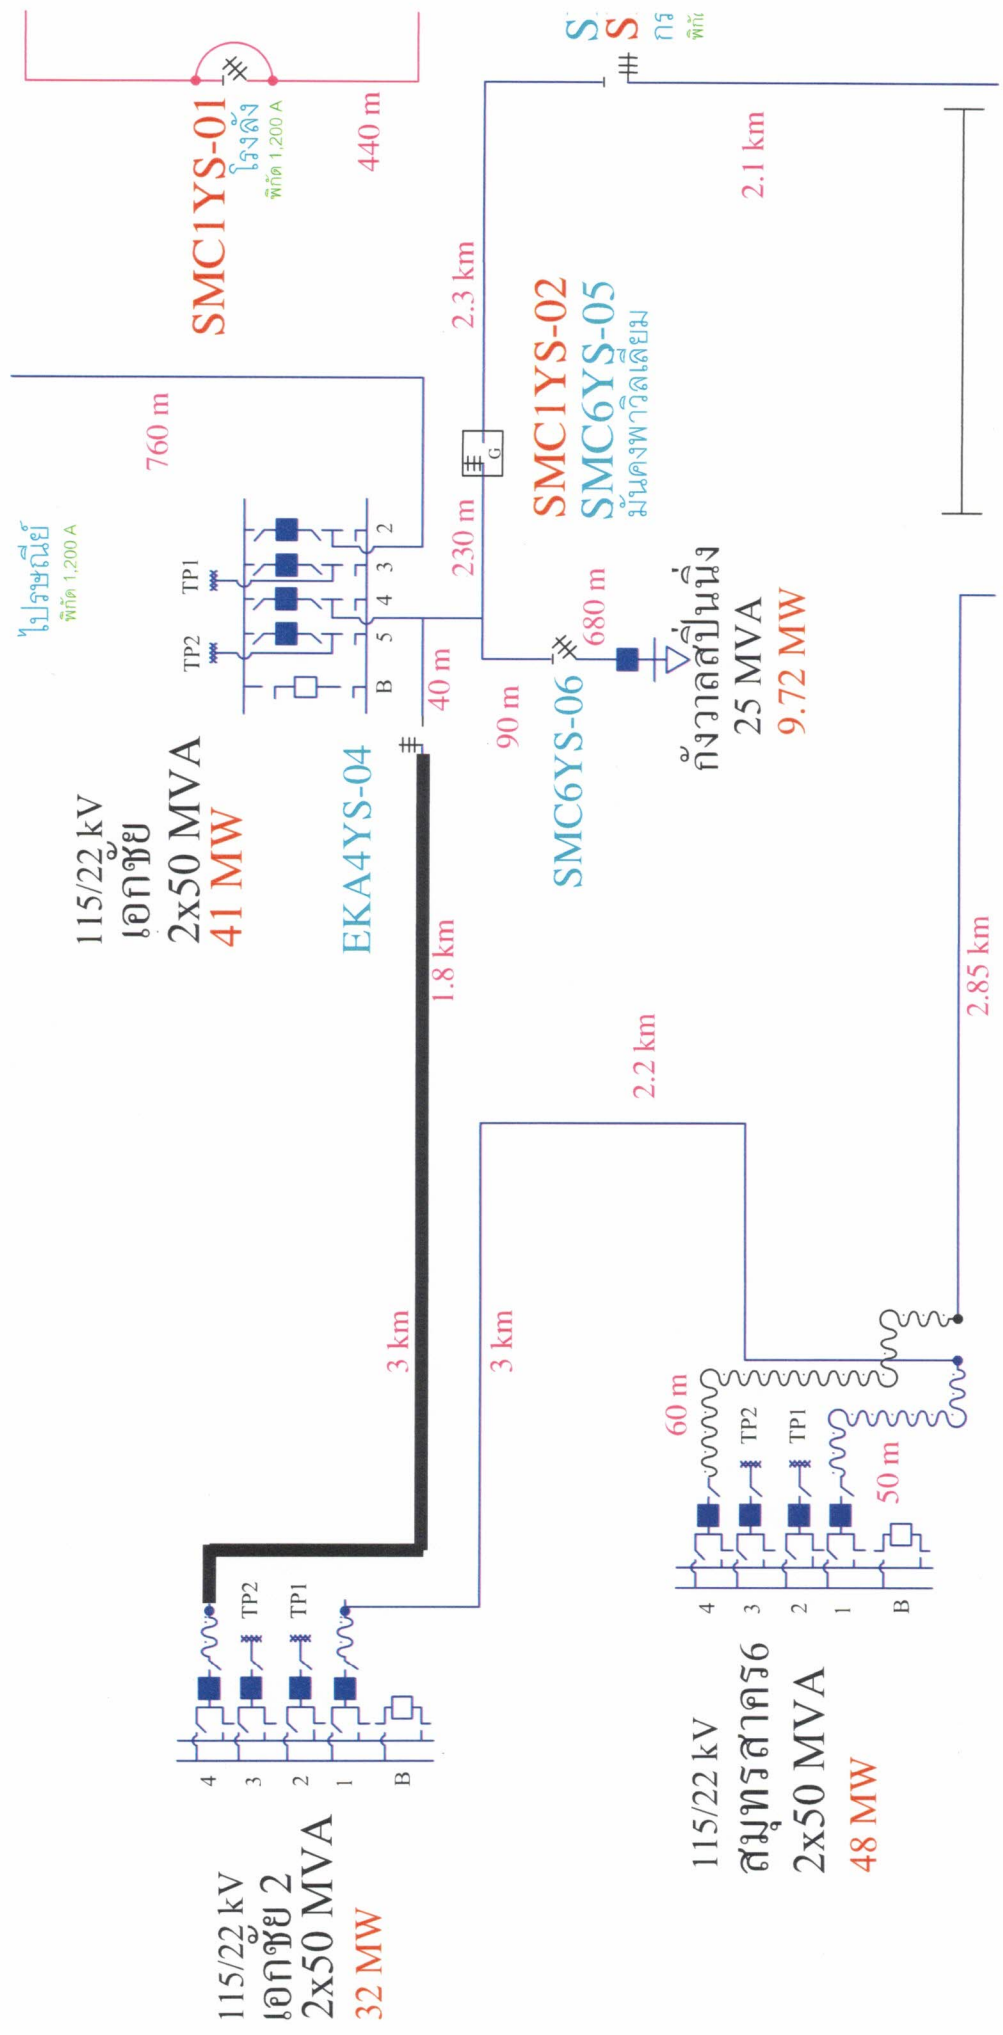 115/22 kV
เอกชัย 2
2x50 MVA
32 MW
4
3
2
1
B
TP2
TP1
3 km
1.8 km
3 km
2.2 km
115/22 kV
สมุทรสาคร6
2x50 MVA
48 MW
4
3
2
1
B
TP2
TP1
60 m
50 m
2.85 km
115/22 kV
เอกชัย
2x50 MVA
41 MW
EKA4YS-04
TP2
TP1
B
5
4
3
2
40 m
90 m
230 m
760 m
G
2.3 km
SMC6YS-06
680 m
กังวาลสปินนิ่ง
25 MVA
9.72 MW
SMC1YS-02
SMC6YS-05
มั่นคงพาวิลเลียม
2.1 km
ไปรษณีย์
พิกัด 1,200 A
SMC1YS-01
โรงสัง
พิกัด 1,200 A
440 m
S
S
กร